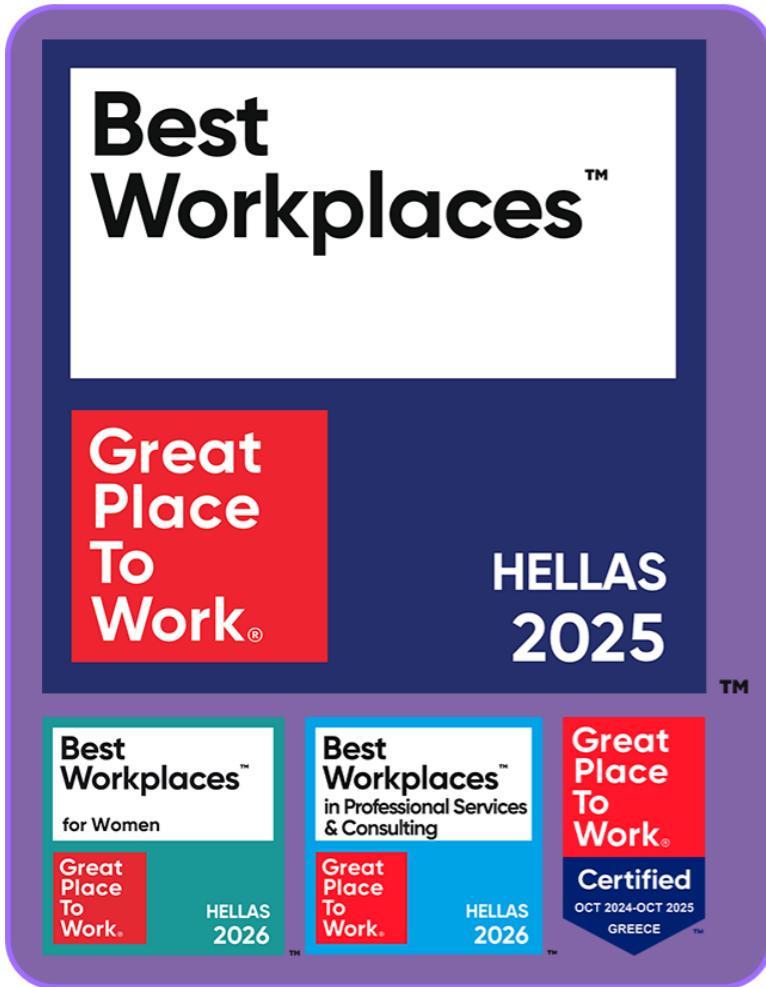 Best
Workplaces™
Great
Place
To
Work®
HELLAS
2025
™
Best
Workplaces™
for Women
Great
Place
To
Work®
HELLAS
2026
™
Best
Workplaces™
in Professional Services
& Consulting
Great
Place
To
Work®
HELLAS
2026
™
Great
Place
To
Work®
Certified
OCT 2024-OCT 2025
GREECE
™